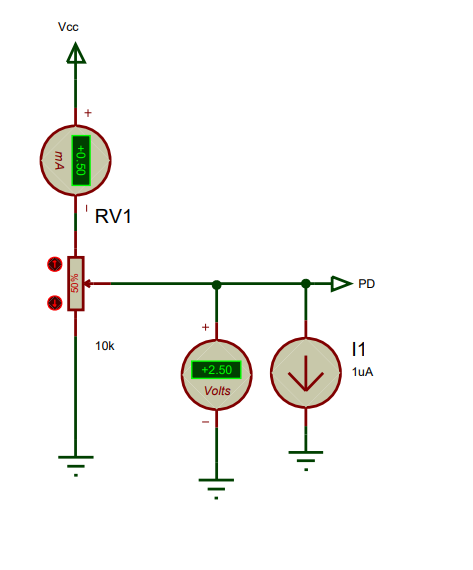 Vcc
+
+0.50
mA
-
RV1
50%
PD
10k
+
+2.50
Volts
-
I1
1uA